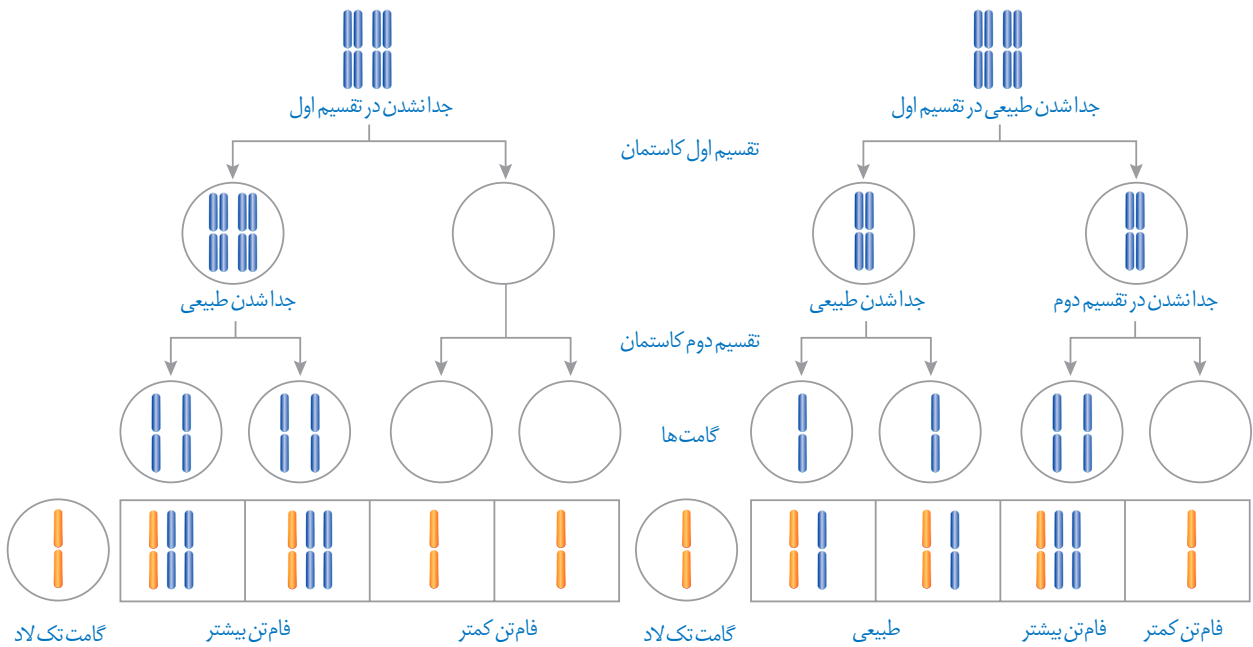 جدا شدن طبیعی در تقسیم اول
جدا نشدن در تقسیم اول
تقسیم اول کاستمان
جدا نشدن در تقسیم دوم
جدا شدن طبیعی
جدا شدن طبیعی
تقسیم دوم کاستمان
گامت‌ها
فام‌تن کمتر
فام‌تن بیشتر
طبیعی
گامت تک‌لاد
فام‌تن کمتر
فام‌تن بیشتر
گامت تک‌لاد